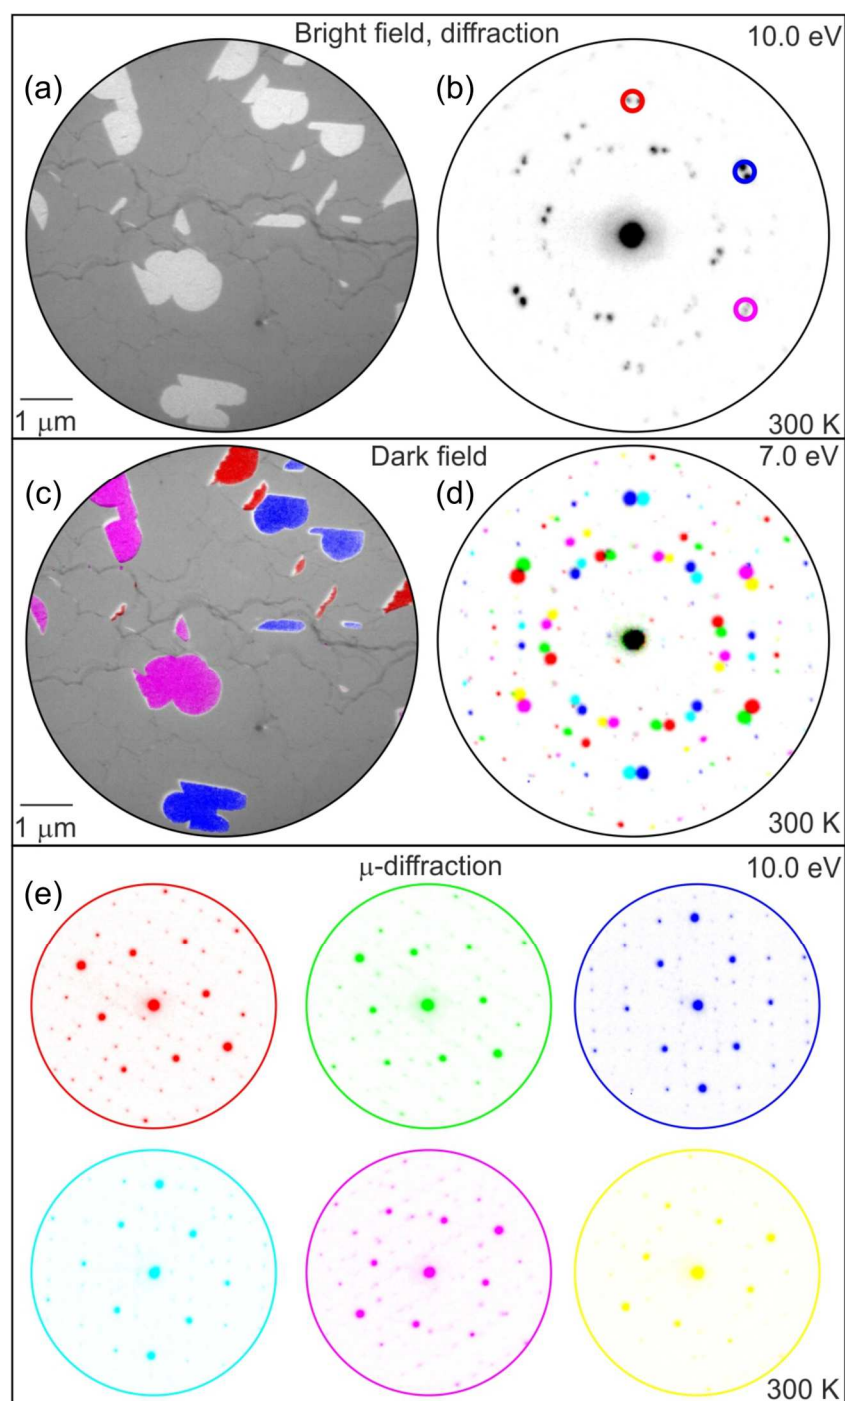 Bright field, diffraction
10.0 eV
(a)
(b)
1 μm
300 K
Dark field
7.0 eV
(c)
(d)
1 μm
300 K
μ-diffraction
10.0 eV
(e)
300 K